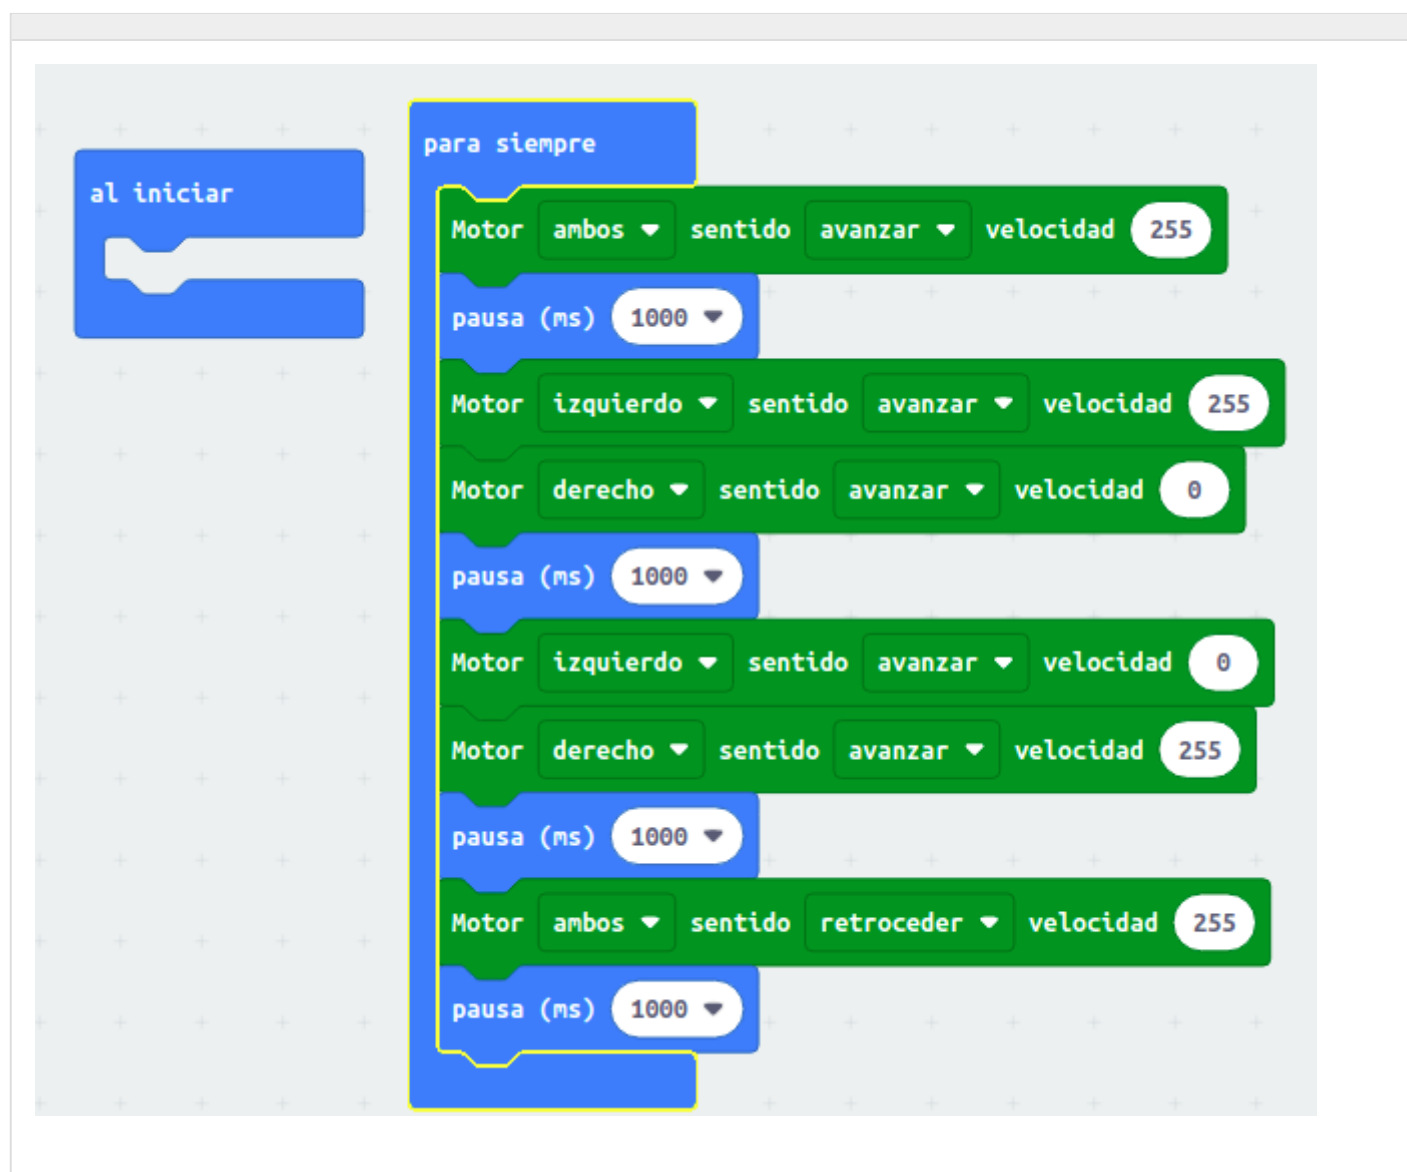 al iniciar
para siempre
Motor ambos sentido avanzar velocidad 255
pausa (ms) 1000
Motor izquierdo sentido avanzar velocidad 255
Motor derecho sentido avanzar velocidad 0
pausa (ms) 1000
Motor izquierdo sentido avanzar velocidad 0
Motor derecho sentido avanzar velocidad 255
pausa (ms) 1000
Motor ambos sentido retroceder velocidad 255
pausa (ms) 1000